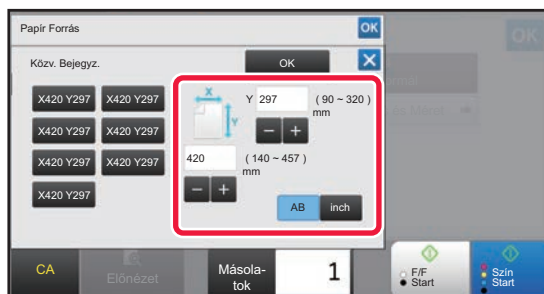 Papír Forrás
OK
OK
Közv. Bejegyz.
OK
X420 Y297
X420 Y297
X420 Y297
X420 Y297
X420 Y297
X420 Y297
X420 Y297
X
Y
Y 297 ( 90 ~ 320 )
mm
420 ( 140 ~ 457 )
mm
AB
inch
CA
Előnézet
Másola-
tok
1
F/F
Start
Szín
Start